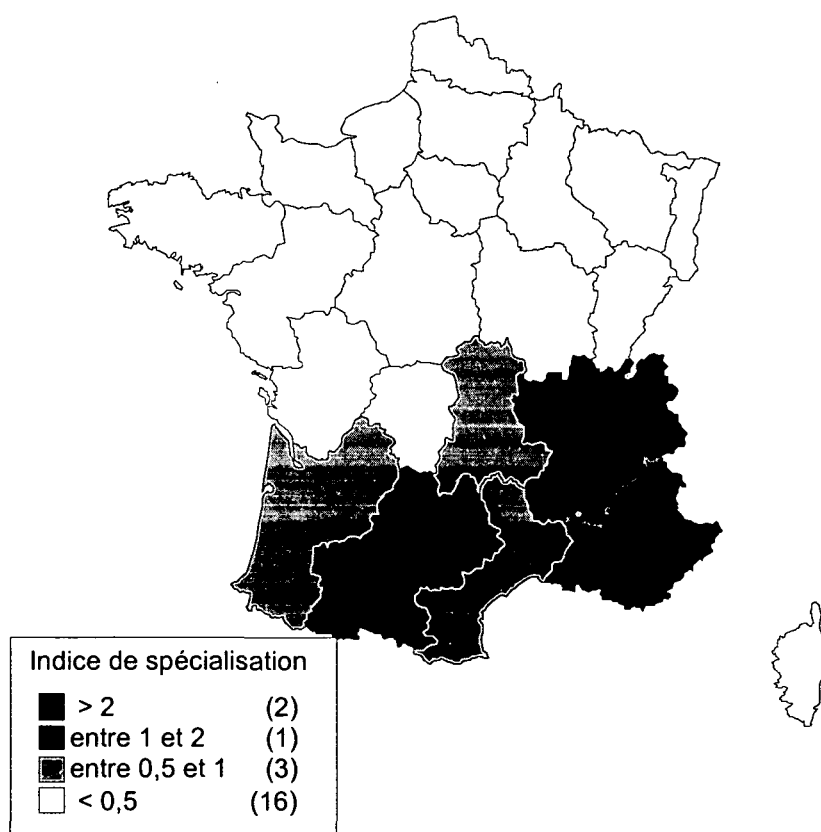 Indice de spécialisation
> 2 (2)
entre 1 et 2 (1)
entre 0,5 et 1 (3)
< 0,5 (16)